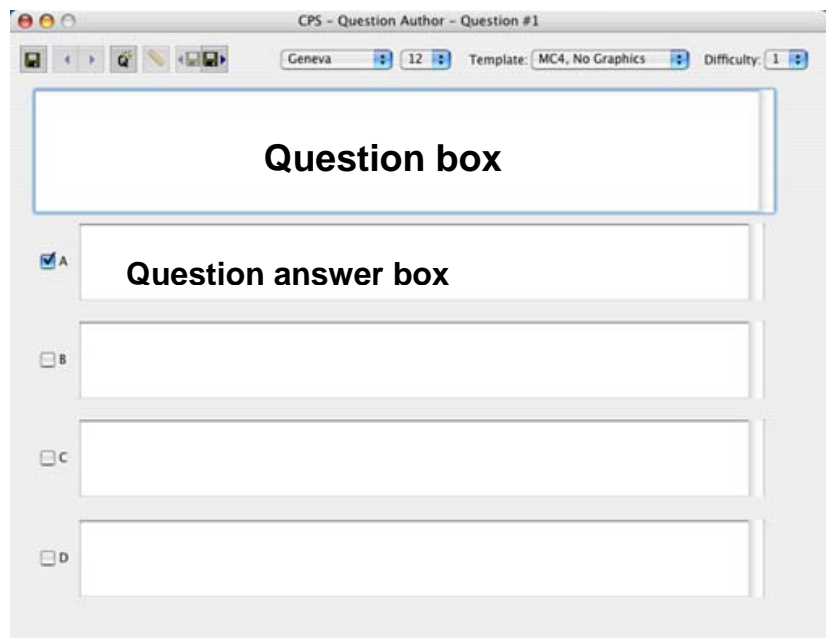 CPS - Question Author - Question #1
Geneva 12 Template: MC4, No Graphics Difficulty: 1
Question box
A Question answer box
B
C
D